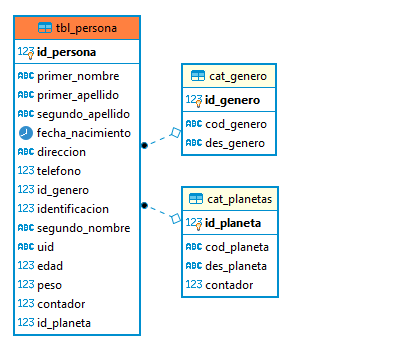 tbl_persona
123 id_persona
ABC primer_nombre
ABC primer_apellido
ABC segundo_apellido
fecha_nacimiento
ABC direccion
123 telefono
123 id_genero
123 identificacion
ABC segundo_nombre
ABC uid
123 edad
123 peso
123 contador
123 id_planeta
cat_genero
123 id_genero
ABC cod_genero
ABC des_genero
cat_planetas
123 id_planeta
ABC cod_planeta
ABC des_planeta
123 contador